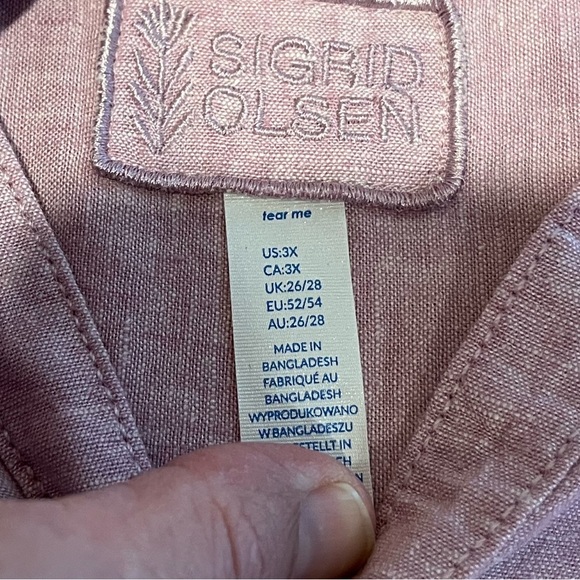 SIGRID
OLSEN
tear me
US:3X
CA:3X
UK:26/28
EU:52/54
AU:26/28
MADE IN
BANGLADESH
FABRIQUÉ AU
BANGLADESH
WYPRODUKOWANO
W BANGLADESZU
IN